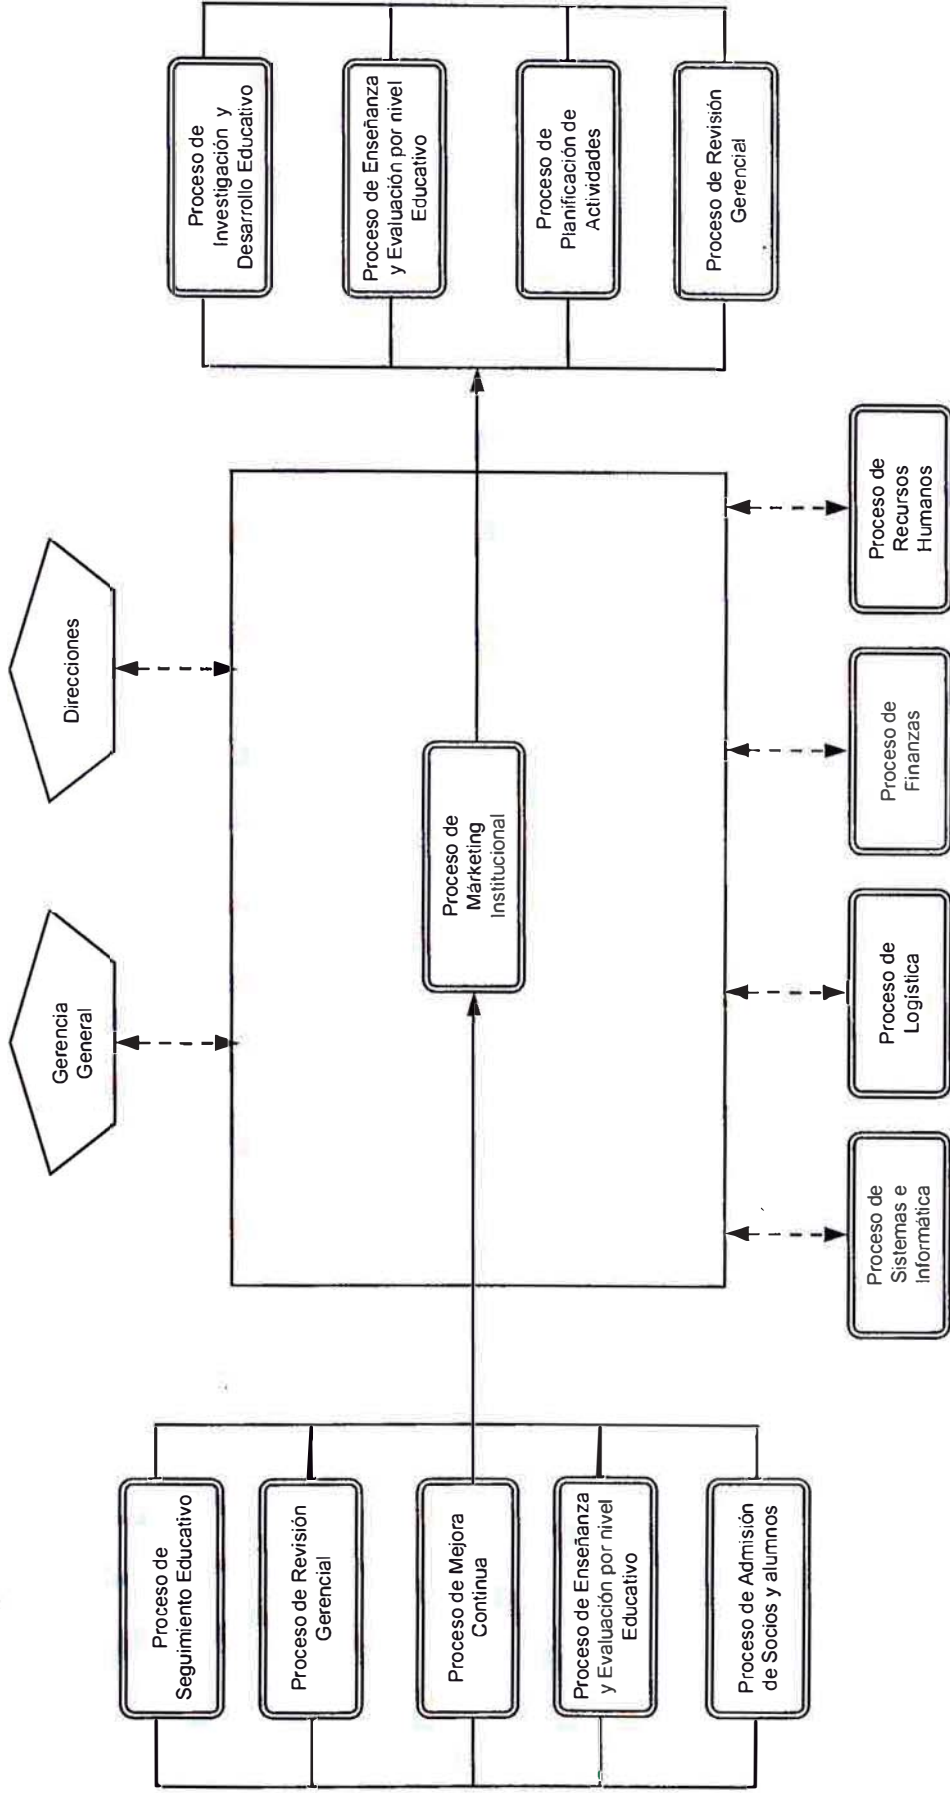 Gerencia
General
Direcciones
Proceso de
Seguimiento Educativo
Proceso de Revisión
Gerencial
Proceso de Mejora
Continua
Proceso de Enseñanza
y Evaluación por nivel
Educativo
Proceso de Admisión
de Socios y alumnos
Proceso de
Márketing
Institucional
Proceso de
Investigación y
Desarrollo Educativo
Proceso de Enseñanza
y Evaluación por nivel
Educativo
Proceso de
Planificación de
Actividades
Proceso de Revisión
Gerencial
Proceso de
Sistemas e
Informática
Proceso de
Logística
Proceso de
Finanzas
Proceso de
Recursos
Humanos